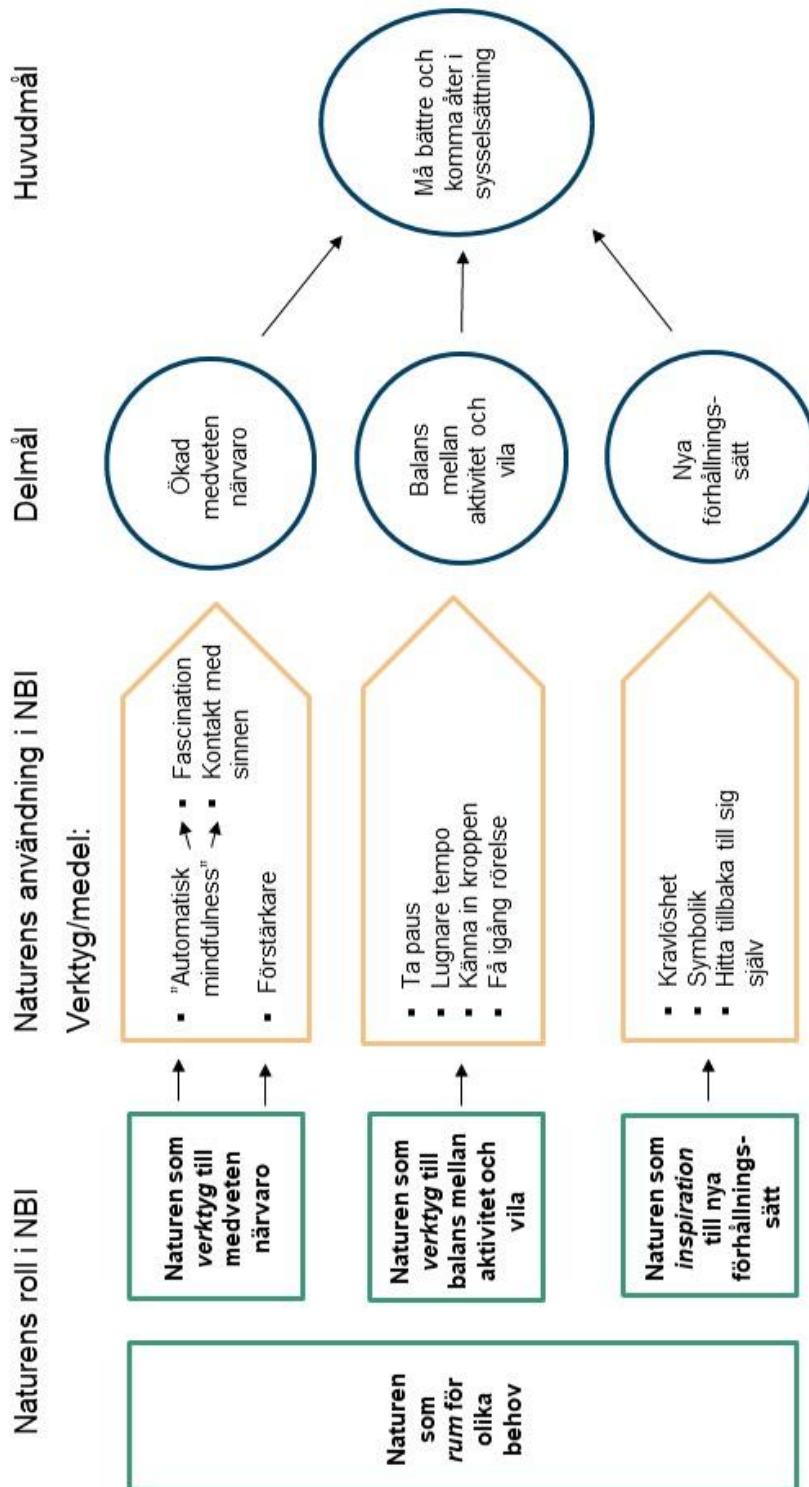 Naturens roll i NBI
Naturens användning i NBI
Verktyg/medel:
Delmål
Huvudmål
Naturen
som
rum för
olika
behov
Naturen som
verktyg till
medveten
närvaro
▪ "Automatisk
mindfulness"
▪ Fascination
▪ Kontakt med
sinnen
▪ Förstärkare
Ökad
medveten
närvaro
Naturen som
verktyg till
balans mellan
aktivitet och
vila
▪ Ta paus
▪ Lugnare tempo
▪ Känna in kroppen
▪ Få igång rörelse
Balans
mellan
aktivitet och
vila
Naturen som
inspiration
till nya
förhållnings-
sätt
▪ Kravlöshet
▪ Symbolik
▪ Hitta tillbaka till sig
själv
Nya
förhållnings-
sätt
Må bättre och
komma åter i
sysselsättning